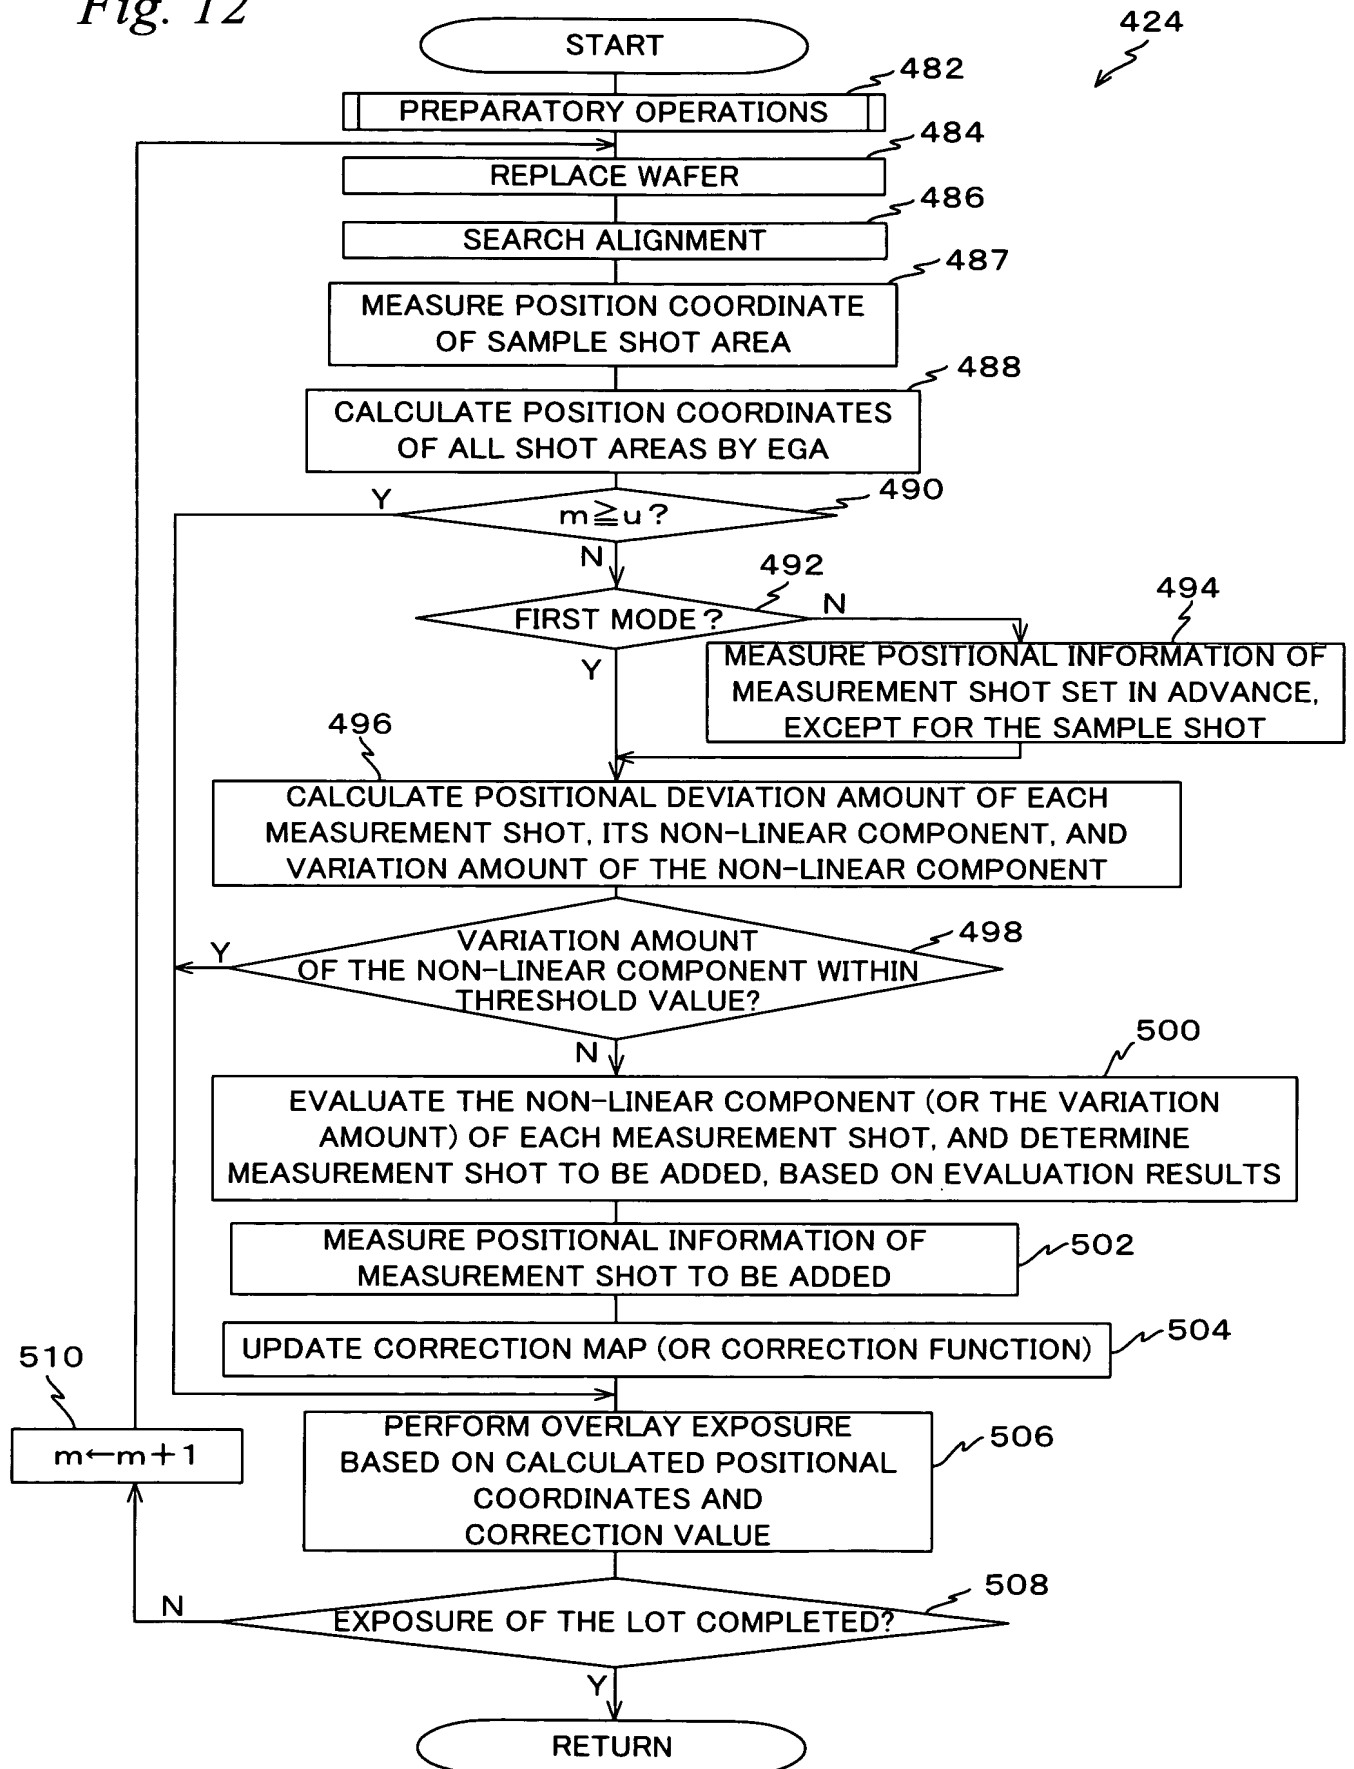 Fig. 12
424
START
482
PREPARATORY OPERATIONS
484
REPLACE WAFER
486
SEARCH ALIGNMENT
487
MEASURE POSITION COORDINATE
OF SAMPLE SHOT AREA
488
CALCULATE POSITION COORDINATES
OF ALL SHOT AREAS BY EGA
490
Y
m≧u?
N
492
FIRST MODE?
N
494
Y
MEASURE POSITIONAL INFORMATION OF
MEASUREMENT SHOT SET IN ADVANCE,
EXCEPT FOR THE SAMPLE SHOT
496
CALCULATE POSITIONAL DEVIATION AMOUNT OF EACH
MEASUREMENT SHOT, ITS NON-LINEAR COMPONENT, AND
VARIATION AMOUNT OF THE NON-LINEAR COMPONENT
498
Y
VARIATION AMOUNT
OF THE NON-LINEAR COMPONENT WITHIN
THRESHOLD VALUE?
N
500
EVALUATE THE NON-LINEAR COMPONENT (OR THE VARIATION
AMOUNT) OF EACH MEASUREMENT SHOT, AND DETERMINE
MEASUREMENT SHOT TO BE ADDED, BASED ON EVALUATION RESULTS
MEASURE POSITIONAL INFORMATION OF
MEASUREMENT SHOT TO BE ADDED
502
UPDATE CORRECTION MAP (OR CORRECTION FUNCTION)
504
510
m←m+1
PERFORM OVERLAY EXPOSURE
BASED ON CALCULATED POSITIONAL
COORDINATES AND
CORRECTION VALUE
506
508
N
EXPOSURE OF THE LOT COMPLETED?
Y
RETURN